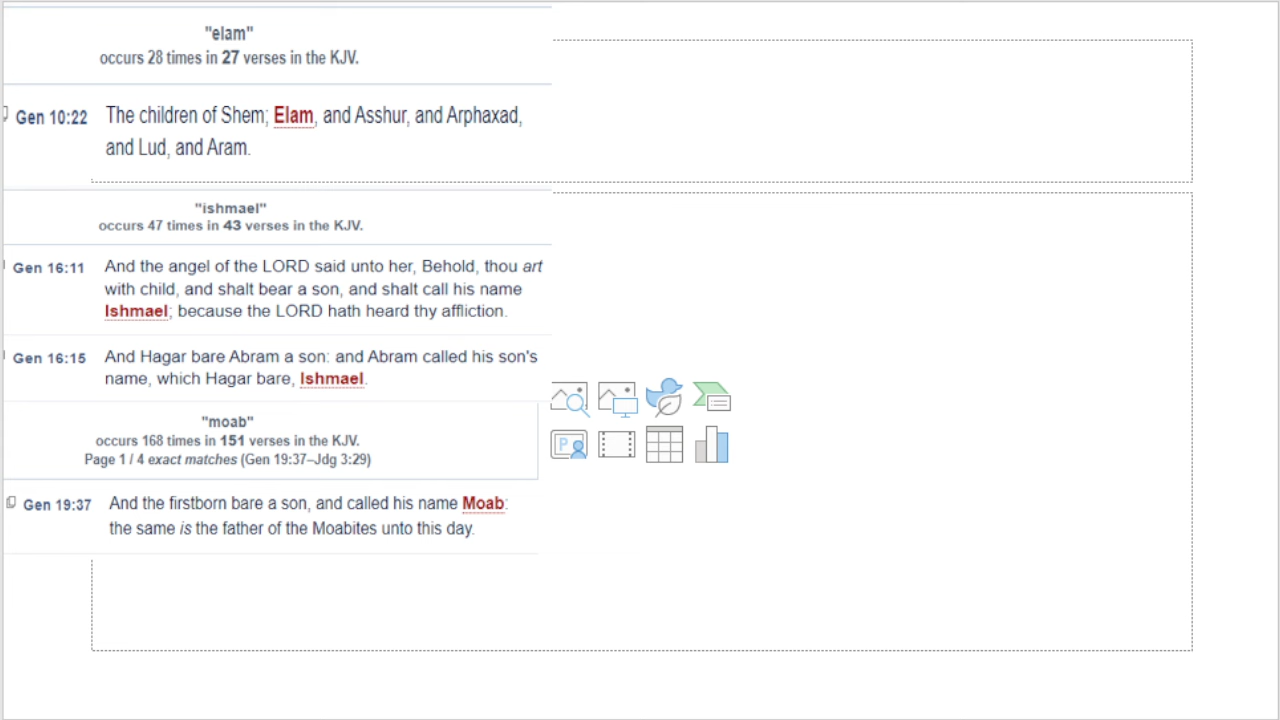 "elam"
occurs 28 times in 27 verses in the KJV.
Gen 10:22 The children of Shem; Elam, and Asshur, and Arphaxad,
and Lud, and Aram.
"ishmael"
occurs 47 times in 43 verses in the KJV.
Gen 16:11 And the angel of the LORD said unto her, Behold, thou art
with child, and shalt bear a son, and shalt call his name
Ishmael; because the LORD hath heard thy affliction.
Gen 16:15 And Hagar bare Abram a son: and Abram called his son's
name, which Hagar bare, Ishmael.
"moab"
occurs 168 times in 151 verses in the KJV.
Page 1 / 4 exact matches (Gen 19:37–Jdg 3:29)
Gen 19:37 And the firstborn bare a son, and called his name Moab:
the same is the father of the Moabites unto this day.
P